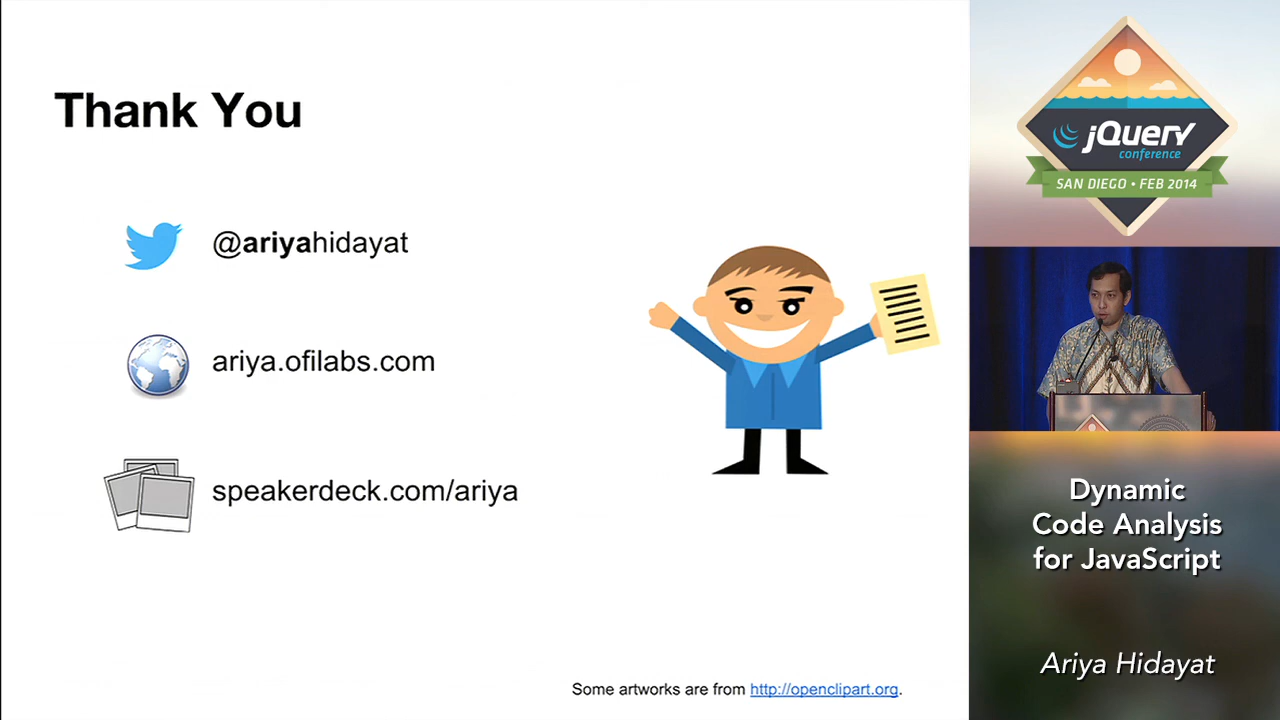 Thank You
@ariyahidayat
ariya.ofilabs.com
speakerdeck.com/ariya
Some artworks are from http://openclipart.org.
jQuery
conference
SAN DIEGO • FEB 2014
Dynamic
Code Analysis
for JavaScript
Ariya Hidayat